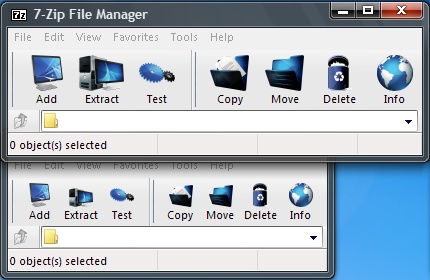 7z 7-Zip File Manager
File Edit View Favorites Tools Help
Add Extract Test Copy Move Delete Info
0 object(s) selected
File Edit View Favorites Tools Help
Add Extract Test Copy Move Delete Info
0 object(s) selected